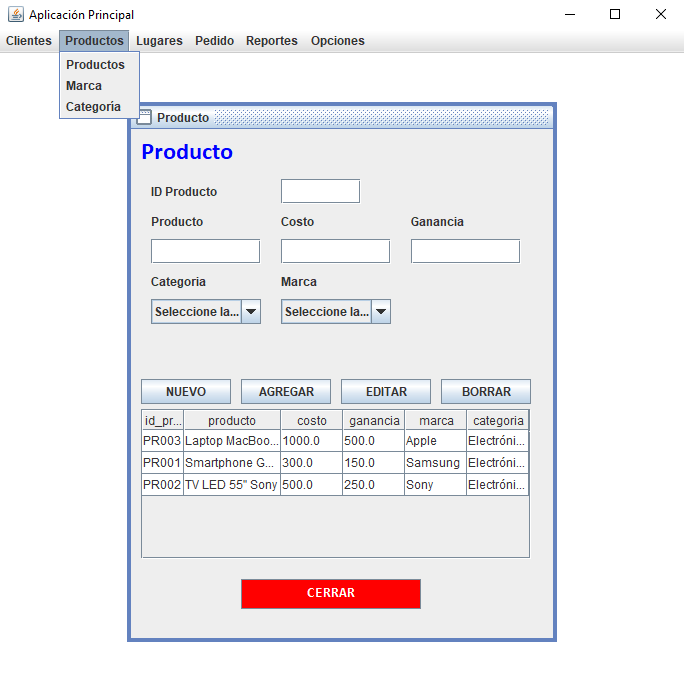 Aplicación Principal
Clientes Productos Lugares Pedido Reportes Opciones
Productos
Marca
Categoría
Producto
Producto
ID Producto
Producto Costo Ganancia
Categoria Marca
Seleccione la... Seleccione la...
NUEVO AGREGAR EDITAR BORRAR
id_pr... producto costo ganancia marca categoria
PR003 Laptop MacBoo... 1000.0 500.0 Apple Electróni...
PR001 Smartphone G... 300.0 150.0 Samsung Electróni...
PR002 TV LED 55" Sony 500.0 250.0 Sony Electróni...
CERRAR